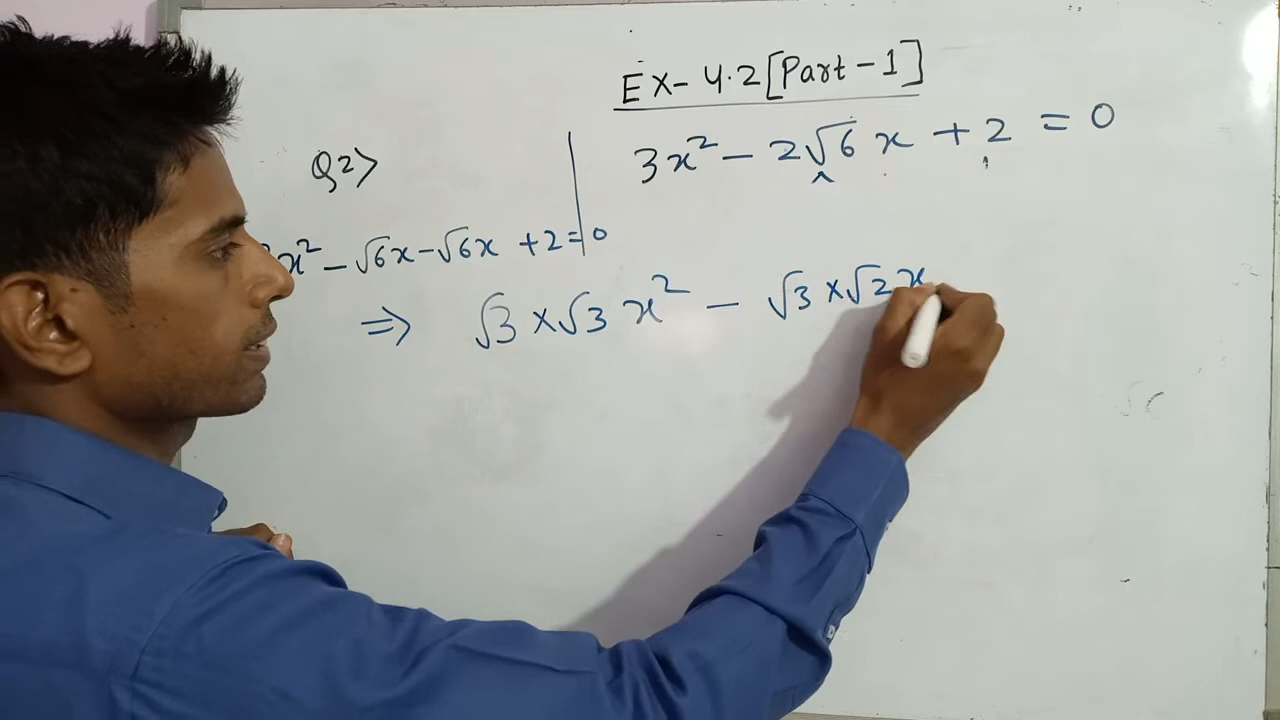 EX-4.2[Part-1]
3x² - 2√6 x + 2 = 0
Q2>
x² - √6x - √6x + 2 = 0
⇒ √3 × √3 x² - √3 × √2 x